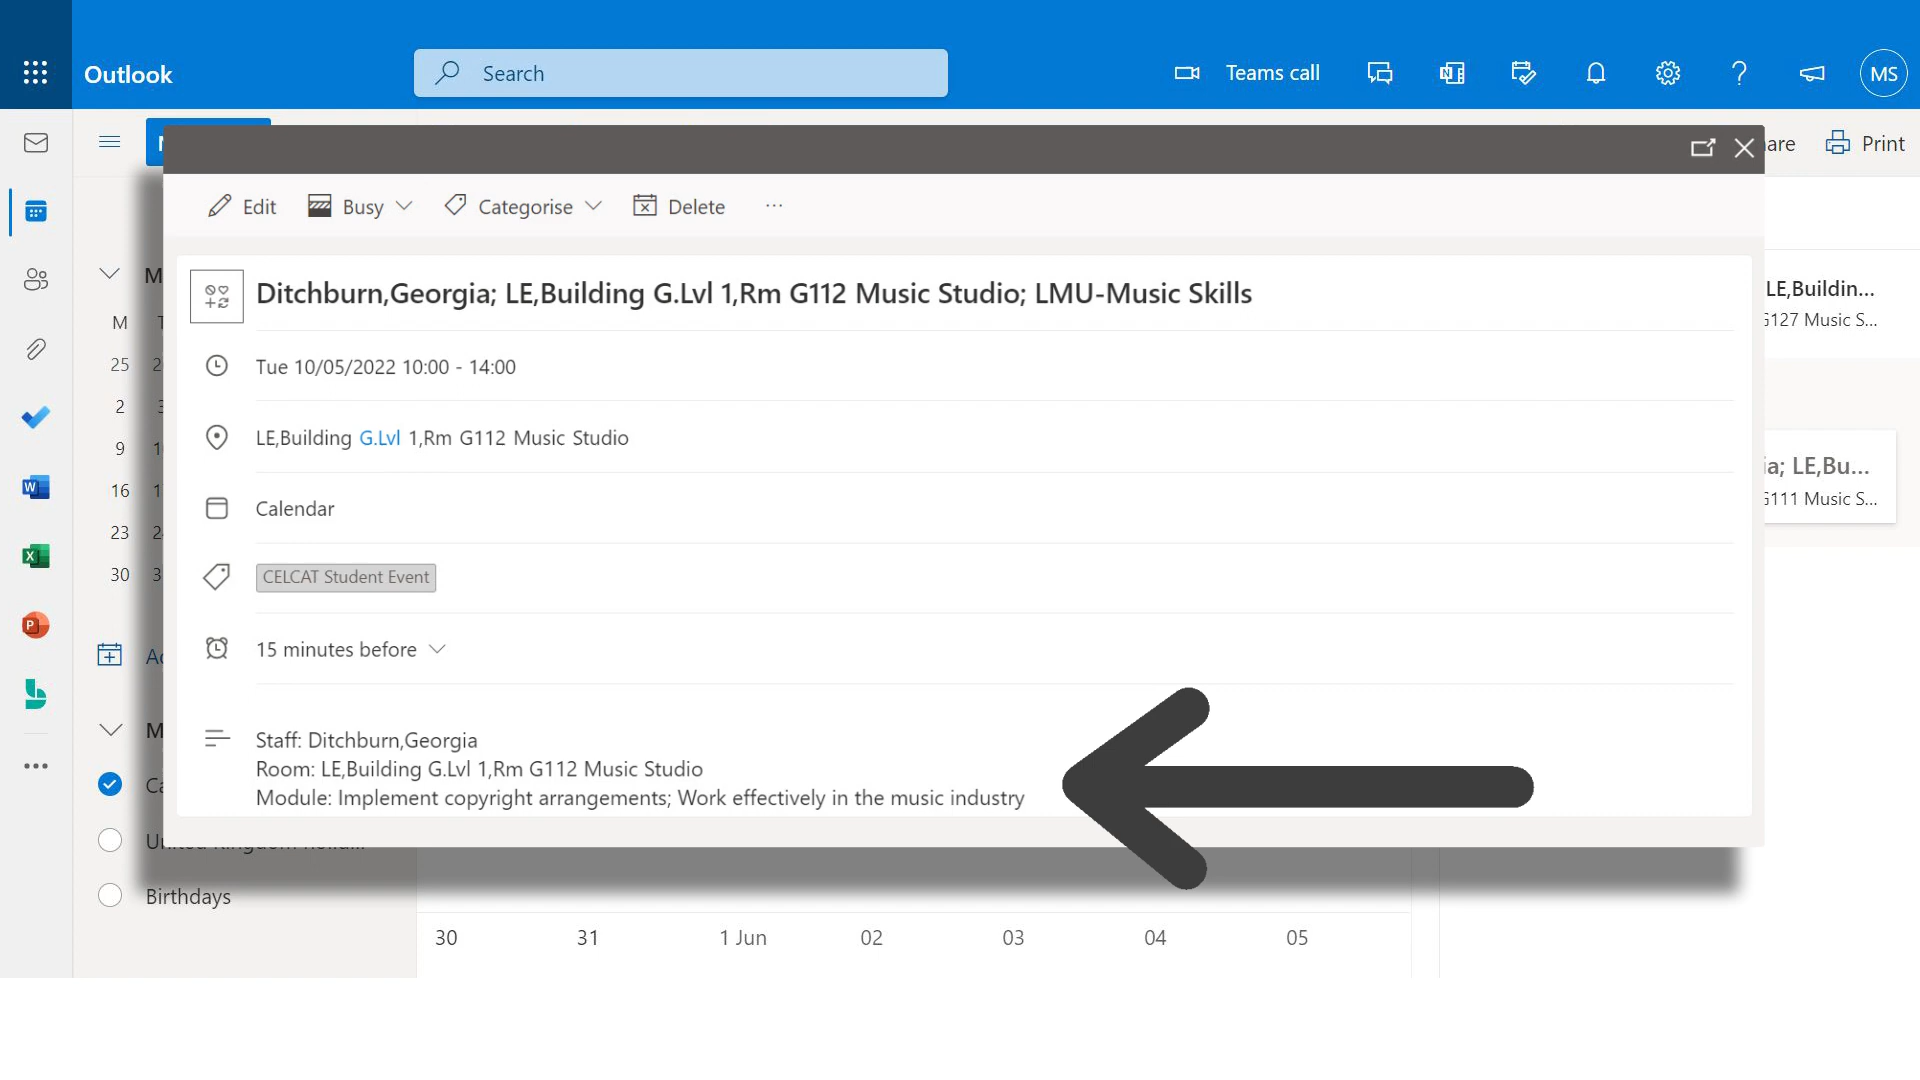 Outlook
Search
Teams call
MS
Print
Edit
Busy
Categorise
Delete
Ditchburn,Georgia; LE,Building G.Lvl 1,Rm G112 Music Studio; LMU-Music Skills
LE,Buildin...
G127 Music S...
M
25
2
9
16
23
30
Tue 10/05/2022 10:00 - 14:00
LE,Building G.Lvl 1,Rm G112 Music Studio
ia; LE,Bu...
G111 Music S...
Calendar
CELCAT Student Event
15 minutes before
Staff: Ditchburn,Georgia
Room: LE,Building G.Lvl 1,Rm G112 Music Studio
Module: Implement copyright arrangements; Work effectively in the music industry
Birthdays
30 31 1 Jun 02 03 04 05